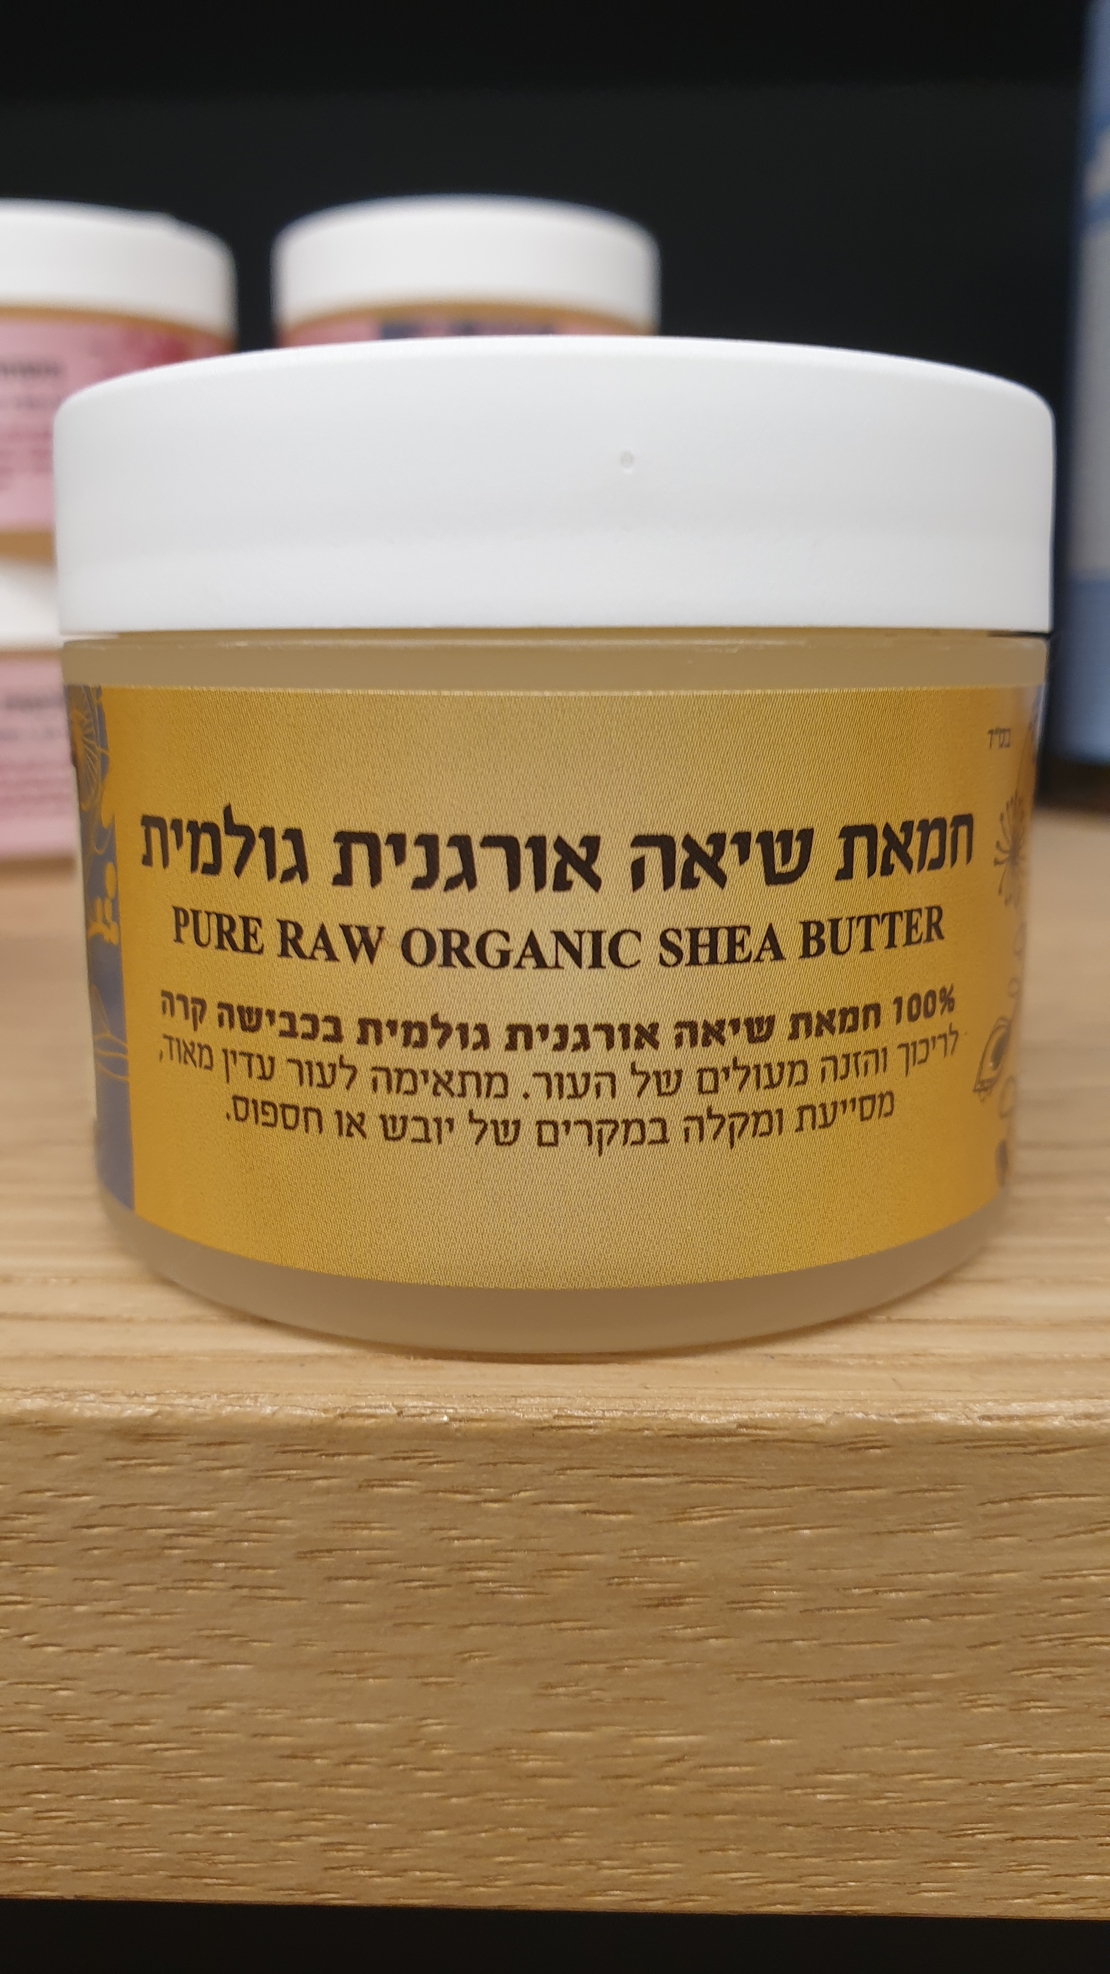 בס"ד
חמאת שיאה אורגנית גולמית
PURE RAW ORGANIC SHEA BUTTER
100% חמאת שיאה אורגנית גולמית בכבישה קרה
לריכוך והזנה מעולים של העור. מתאימה לעור עדין מאוד,
מסייעת ומקלה במקרים של יובש או חספוס.